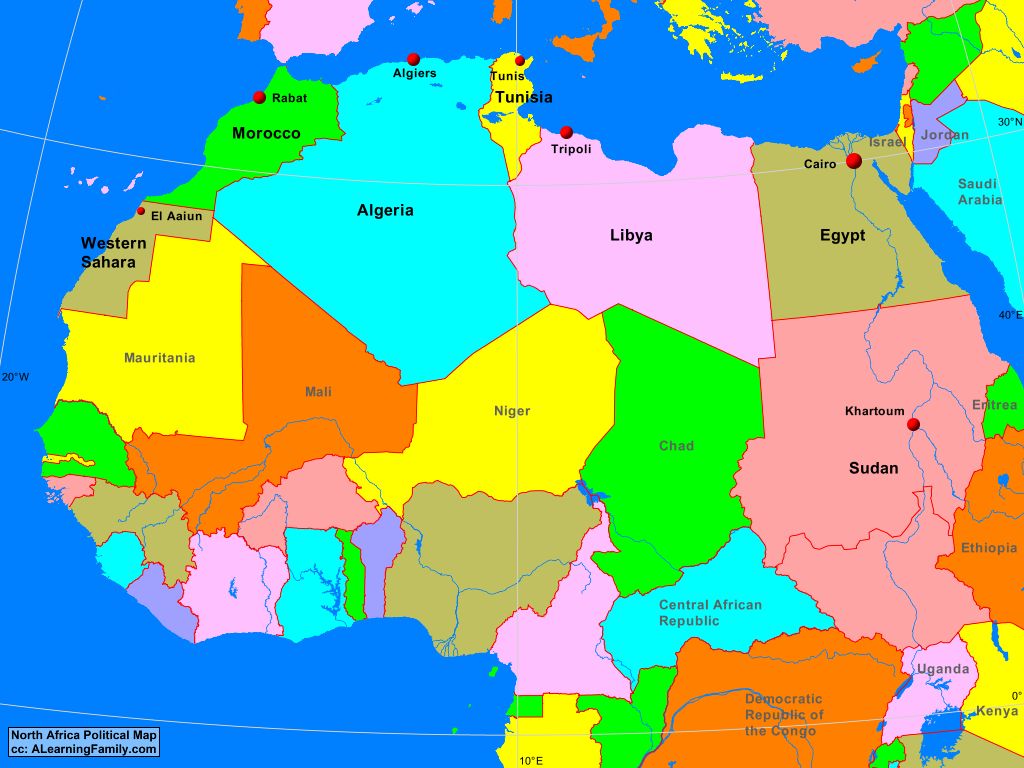 Algiers
Tunis
Tunisia
Rabat
Morocco
30°N
Jordan
Israel
Tripoli
Cairo
Saudi
Arabia
Algeria
El Aaiun
Western
Sahara
Libya
Egypt
40°E
Mauritania
20°W
Mali
Niger
Eritrea
Khartoum
Chad
Sudan
Ethiopia
Central African
Republic
Uganda
0°
Democratic
Republic of
the Congo
Kenya
North Africa Political Map
cc: ALearningFamily.com
10°E